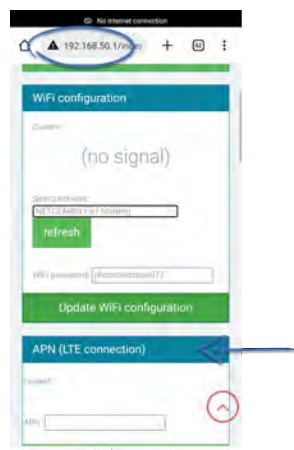 No internet connection
192.168.50.1/index
92
WiFi configuration
Current:
(no signal)
Select Network:
refresh
WiFi password:
Update WiFi configuration
APN (LTE connection)
Current:
APN: